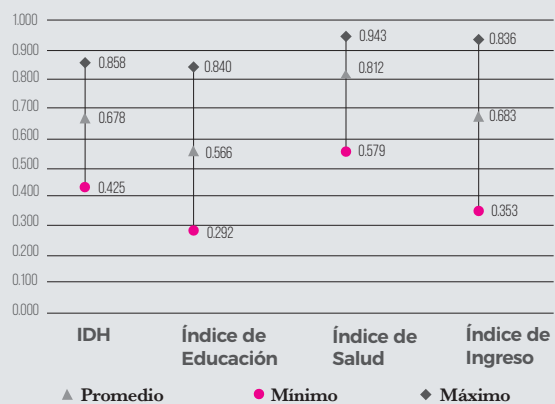 1.000
0.900
0.800
0.700
0.600
0.500
0.400
0.300
0.200
0.100
0.000
0.858
0.678
0.425
0.840
0.566
0.292
0.943
0.812
0.579
0.836
0.683
0.353
IDH
Índice de
Educación
Índice de
Salud
Índice de
Ingreso
Promedio
Mínimo
Máximo